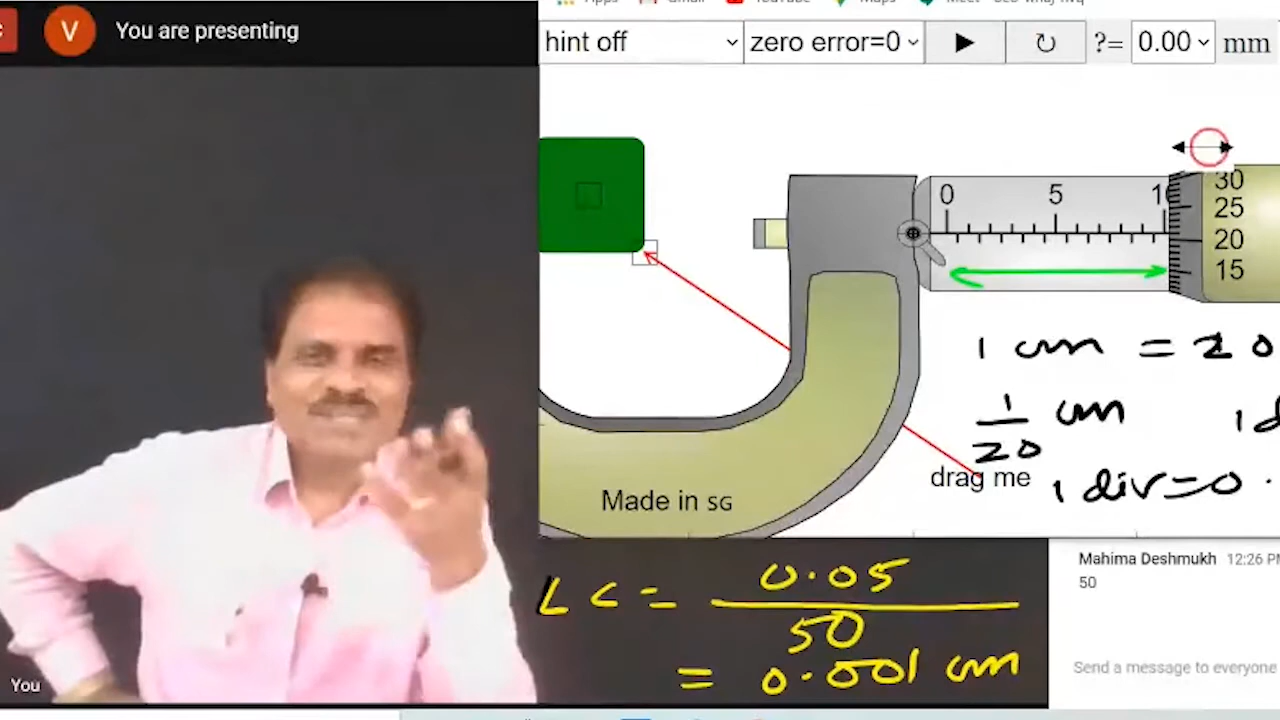 V You are presenting
hint off
zero error=0
?= 0.00 mm
0 5 10
30
25
20
15
1 cm = 20
1/20 cm
1 div=0.
drag me
Made in SG
LC = 0.05
50
= 0.001 cm
Mahima Deshmukh 12:26 P
50
Send a message to everyone
You